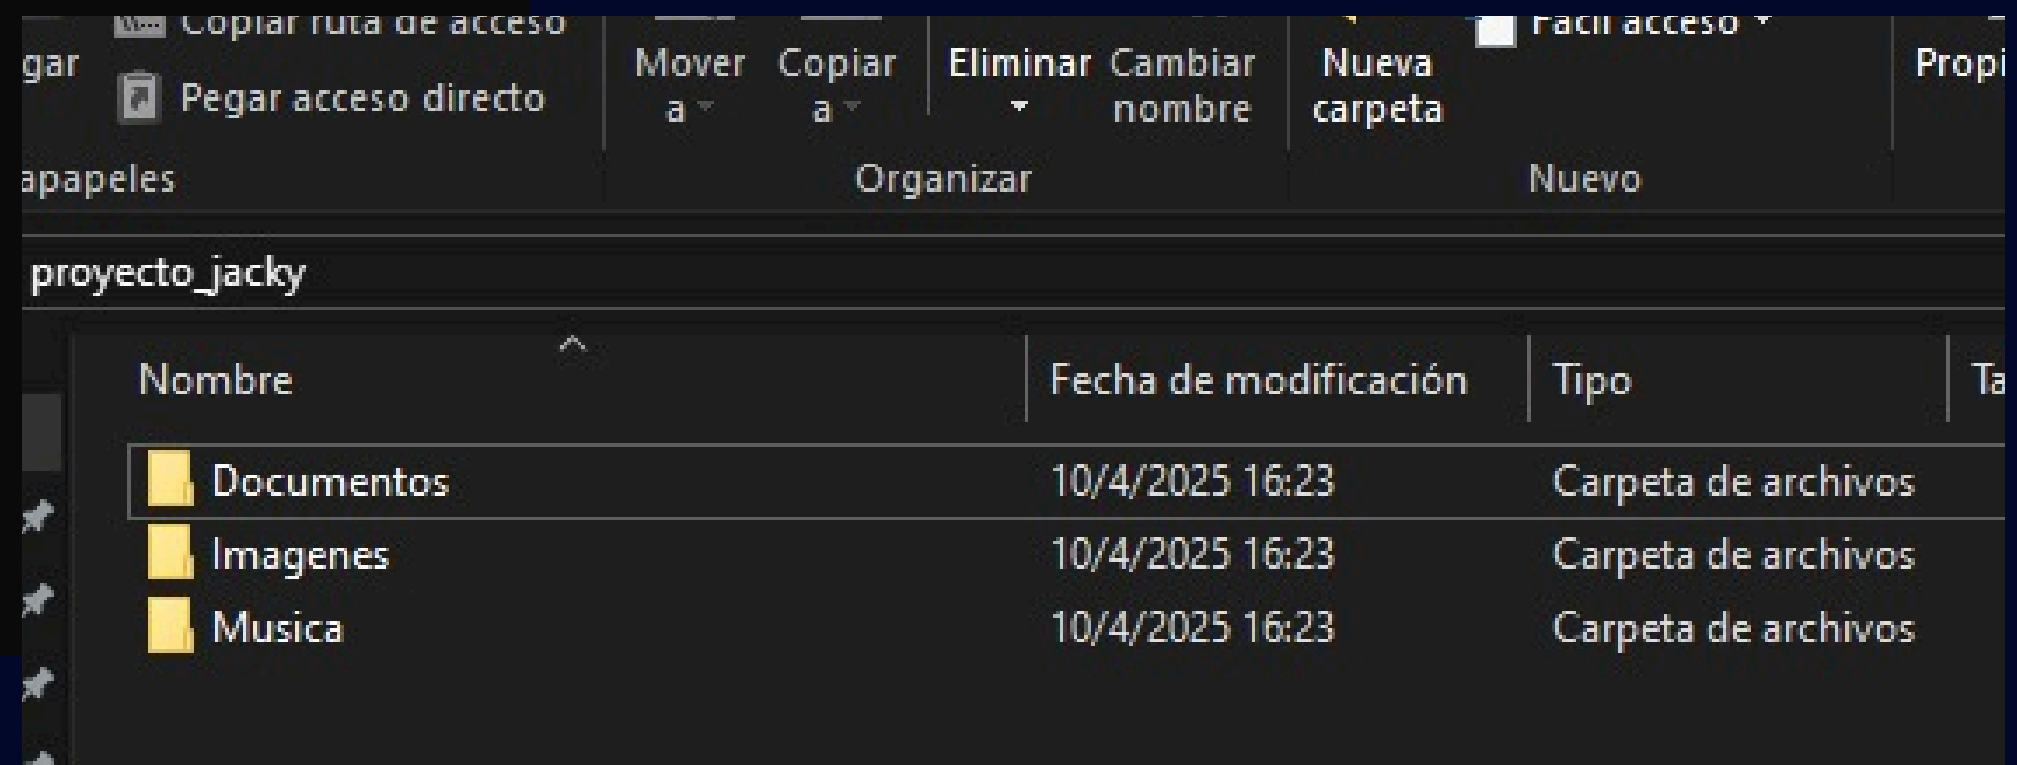 Copiar ruta de acceso
Fácil acceso
gar
Pegar acceso directo
Mover a
Copiar a
Eliminar
Cambiar nombre
Nueva carpeta
Propi
apapeles
Organizar
Nuevo
proyecto_jacky
Nombre Fecha de modificación Tipo Ta
Documentos 10/4/2025 16:23 Carpeta de archivos
Imagenes 10/4/2025 16:23 Carpeta de archivos
Musica 10/4/2025 16:23 Carpeta de archivos